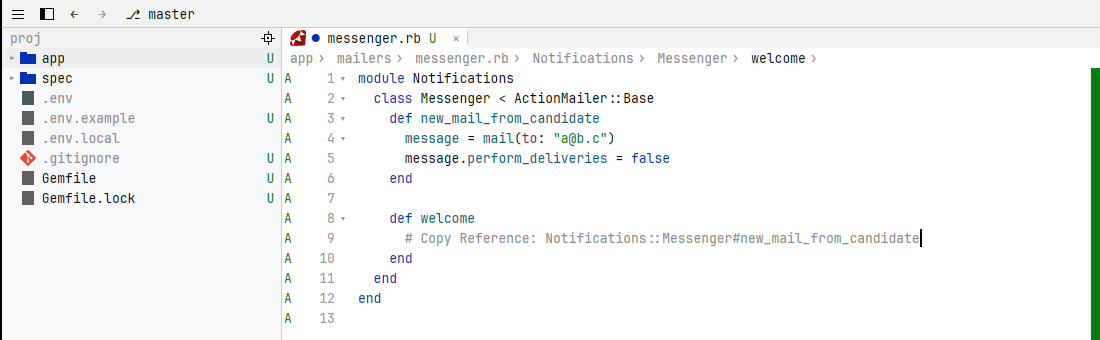 master
proj
messenger.rb U ×
app U
app › mailers › messenger.rb › Notifications › Messenger › welcome ›
spec U
.env
.env.example U
.env.local
.gitignore U
Gemfile U
Gemfile.lock U
A 1 module Notifications
A 2 class Messenger < ActionMailer::Base
A 3 def new_mail_from_candidate
A 4 message = mail(to: "a@b.c")
A 5 message.perform_deliveries = false
A 6 end
A 7
A 8 def welcome
A 9 # Copy Reference: Notifications::Messenger#new_mail_from_candidate
A 10 end
A 11 end
A 12 end
A 13